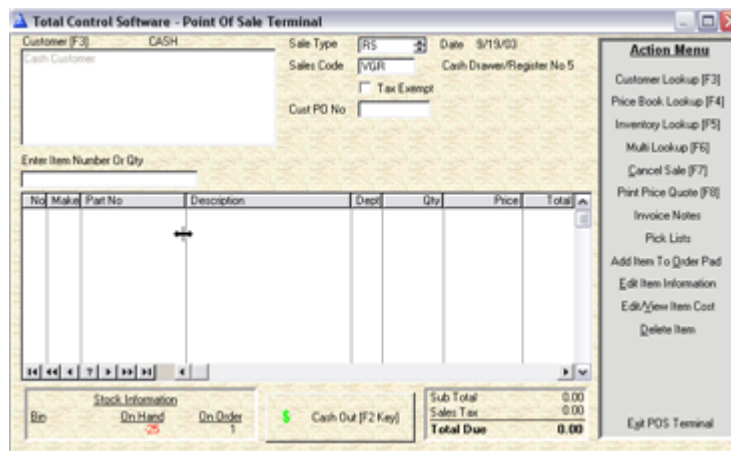 Total Control Software - Point Of Sale Terminal
Customer [F3] CASH
Cash Customer
Sale Type RS Date 9/19/03
Sales Code VGR Cash Drawer/Register No 5
Tax Exempt
Cust PO No
Enter Item Number Or Qty
No Make Part No Description Dept Qty Price Total
Stock Information
Bin On Hand On Order
-25 1
$ Cash Out [F2 Key]
Sub Total 0.00
Sales Tax 0.00
Total Due 0.00
Action Menu
Customer Lookup [F3]
Price Book Lookup [F4]
Inventory Lookup [F5]
Multi Lookup [F6]
Cancel Sale [F7]
Print Price Quote [F8]
Invoice Notes
Pick Lists
Add Item To Order Pad
Edit Item Information
Edit/View Item Cost
Delete Item
Exit POS Terminal